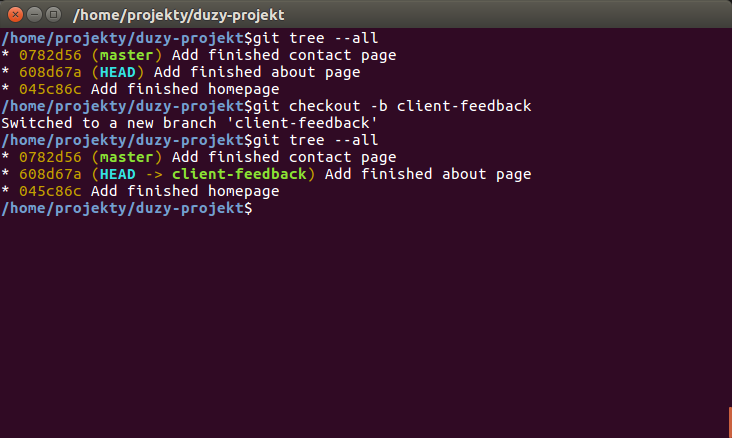 /home/projekty/duzy-projekt
/home/projekty/duzy-projekt$git tree --all
* 0782d56 (master) Add finished contact page
* 608d67a (HEAD) Add finished about page
* 045c86c Add finished homepage
/home/projekty/duzy-projekt$git checkout -b client-feedback
Switched to a new branch 'client-feedback'
/home/projekty/duzy-projekt$git tree --all
* 0782d56 (master) Add finished contact page
* 608d67a (HEAD -> client-feedback) Add finished about page
* 045c86c Add finished homepage
/home/projekty/duzy-projekt$